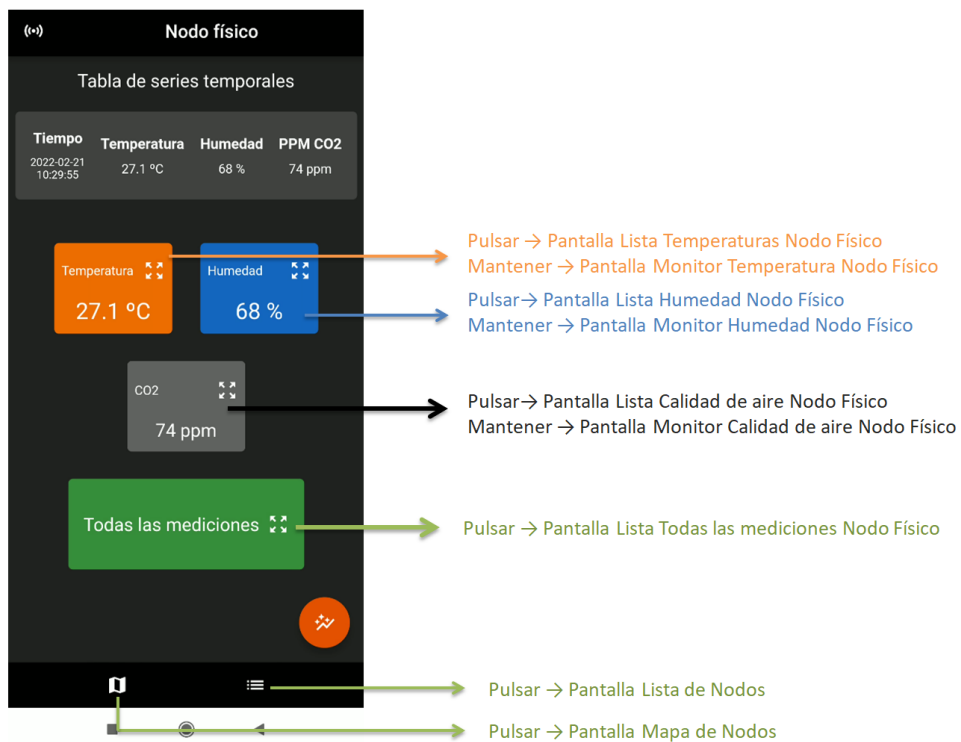 Nodo físico
Tabla de series temporales
Tiempo Temperatura Humedad PPM CO2
2022-02-21
10:29:55 27.1 ºC 68 % 74 ppm
Temperatura
27.1 ºC
Humedad
68 %
Pulsar → Pantalla Lista Temperaturas Nodo Físico
Mantener → Pantalla Monitor Temperatura Nodo Físico
Pulsar→ Pantalla Lista Humedad Nodo Físico
Mantener → Pantalla Monitor Humedad Nodo Físico
CO2
74 ppm
Pulsar→ Pantalla Lista Calidad de aire Nodo Físico
Mantener → Pantalla Monitor Calidad de aire Nodo Físico
Todas las mediciones
Pulsar → Pantalla Lista Todas las mediciones Nodo Físico
Pulsar → Pantalla Lista de Nodos
Pulsar → Pantalla Mapa de Nodos